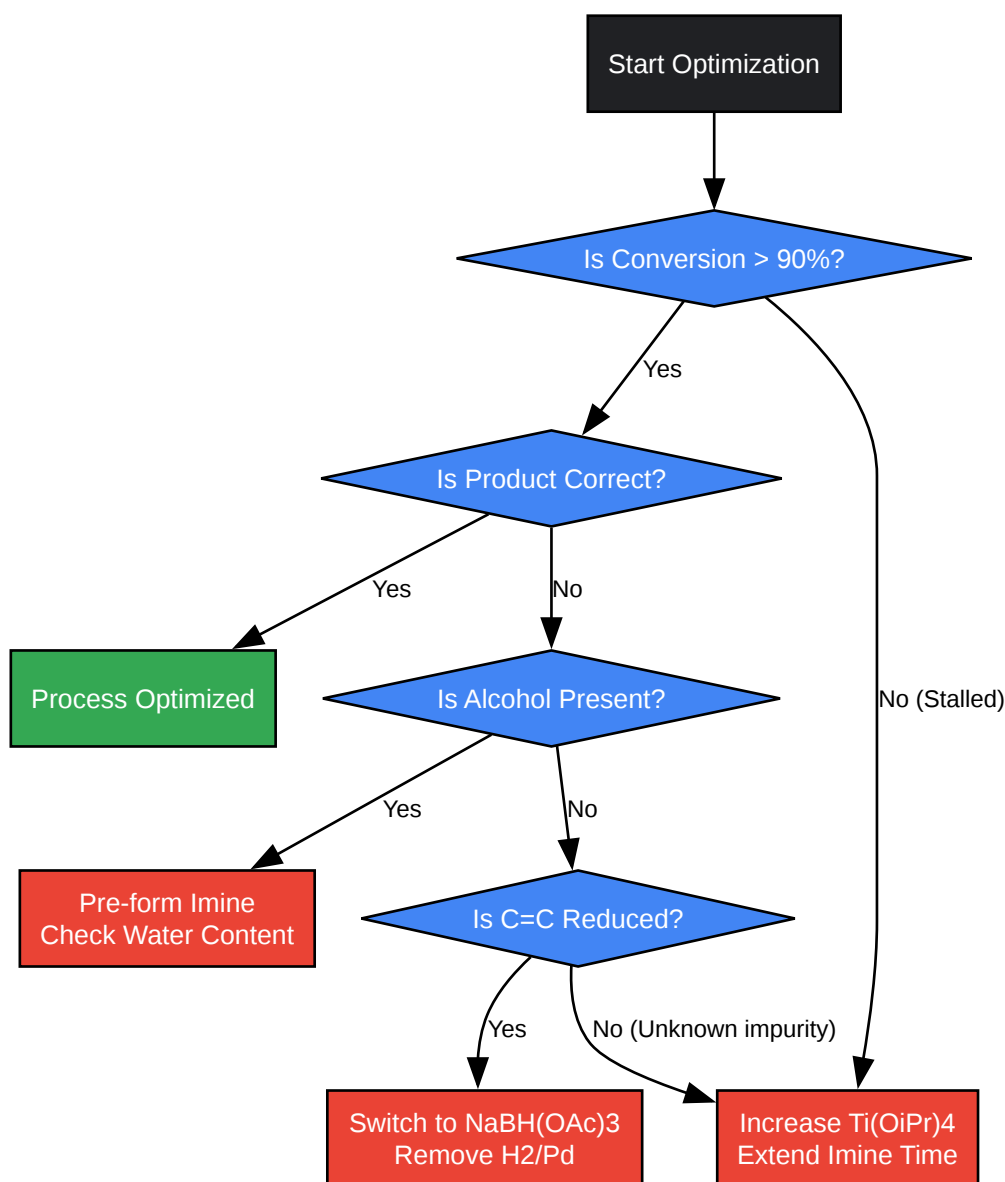 Start Optimization
Is Conversion > 90%?
Yes
Is Product Correct?
Yes
No
Process Optimized
Is Alcohol Present?
No (Stalled)
Yes
No
Pre-form Imine
Check Water Content
Is C=C Reduced?
Yes
No (Unknown impurity)
Switch to NaBH(OAc)3
Remove H2/Pd
Increase Ti(OiPr)4
Extend Imine Time